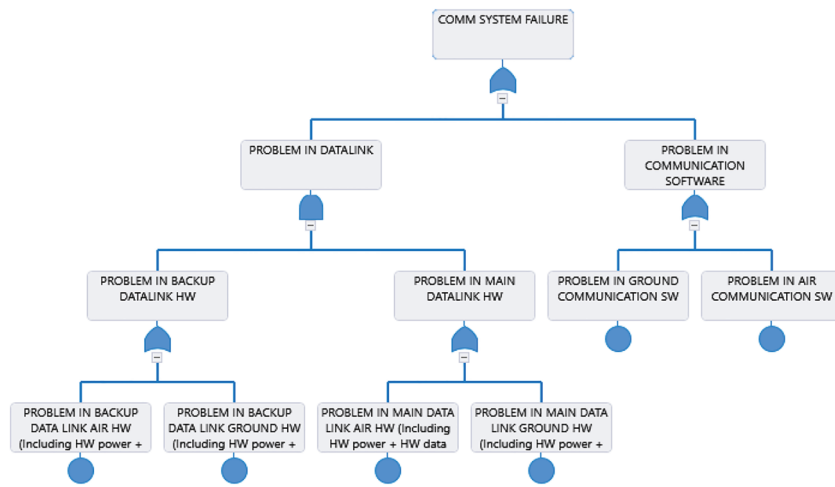 COMM SYSTEM FAILURE
PROBLEM IN DATALINK
PROBLEM IN
COMMUNICATION
SOFTWARE
PROBLEM IN BACKUP
DATALINK HW
PROBLEM IN MAIN
DATALINK HW
PROBLEM IN GROUND
COMMUNICATION SW
PROBLEM IN AIR
COMMUNICATION SW
PROBLEM IN BACKUP
DATA LINK AIR HW
(Including HW power +
PROBLEM IN BACKUP
DATA LINK GROUND HW
(Including HW power +
PROBLEM IN MAIN DATA
LINK AIR HW (Including
HW power + HW data
PROBLEM IN MAIN DATA
LINK GROUND HW
(Including HW power +